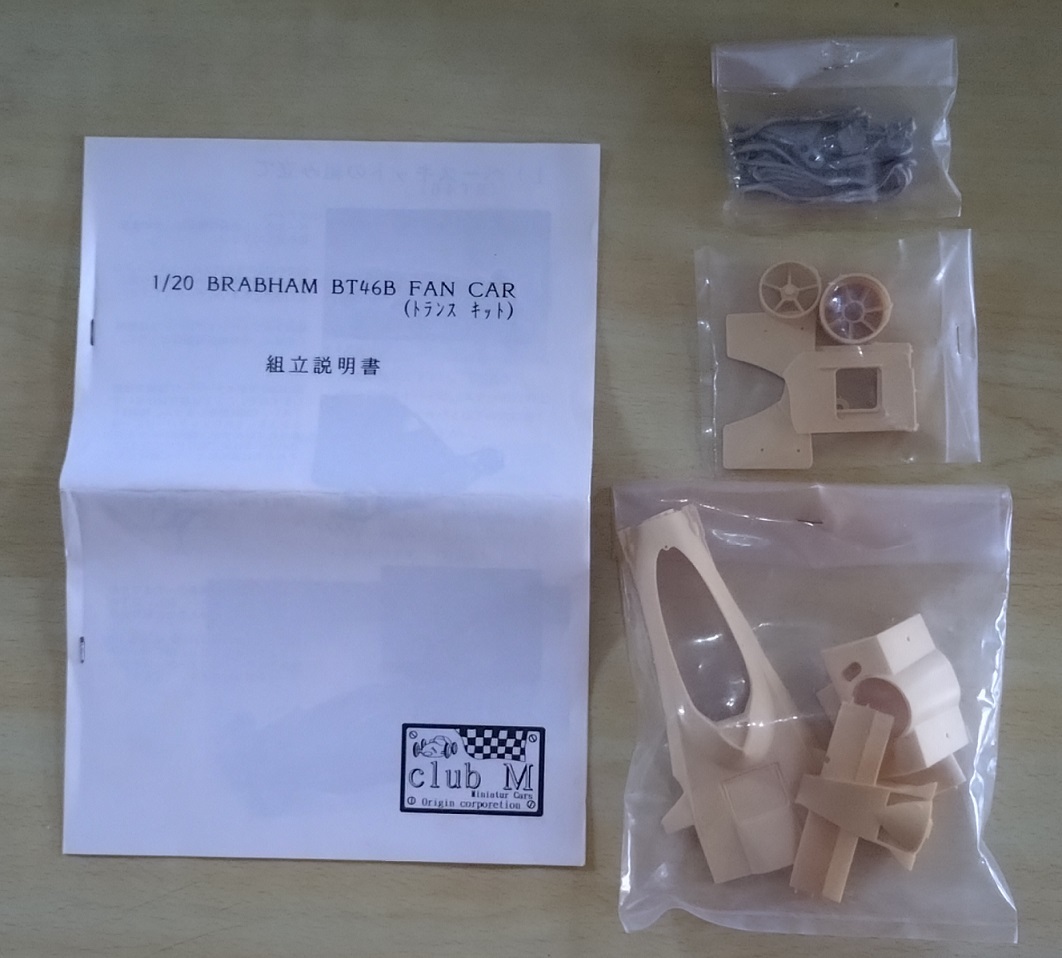 1/20 BRABHAM BT46B FAN CAR
(トランス キット)
組立説明書
club M
Miniatur Cars
Origin corporetion